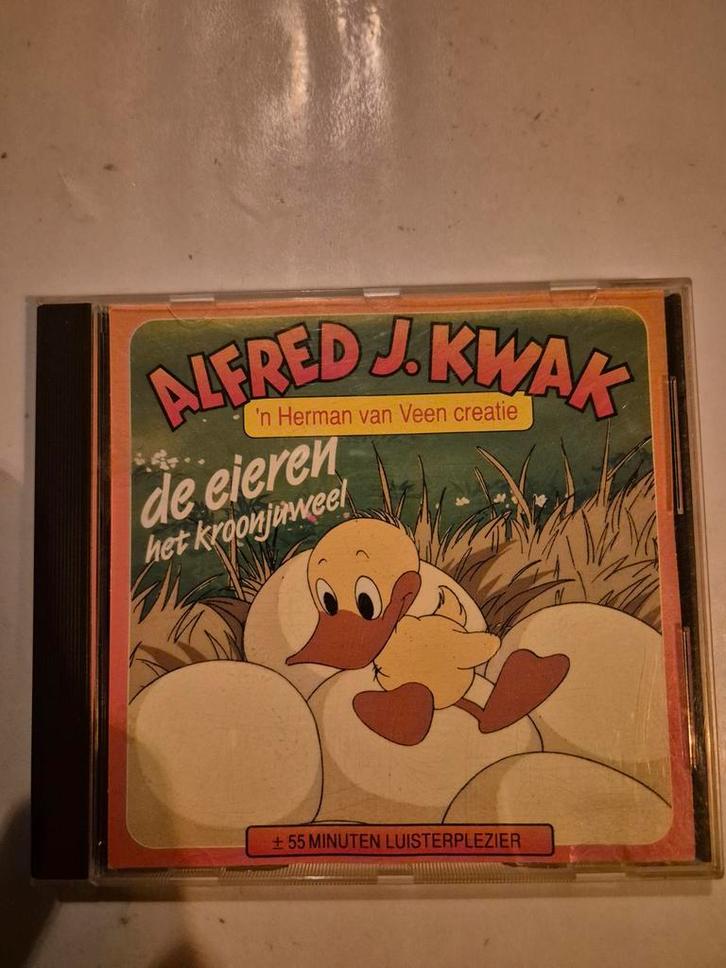 ALFRED J. KWAK
'n Herman van Veen creatie
de eieren
het kroonjuweel
± 55 MINUTEN LUISTERPLEZIER